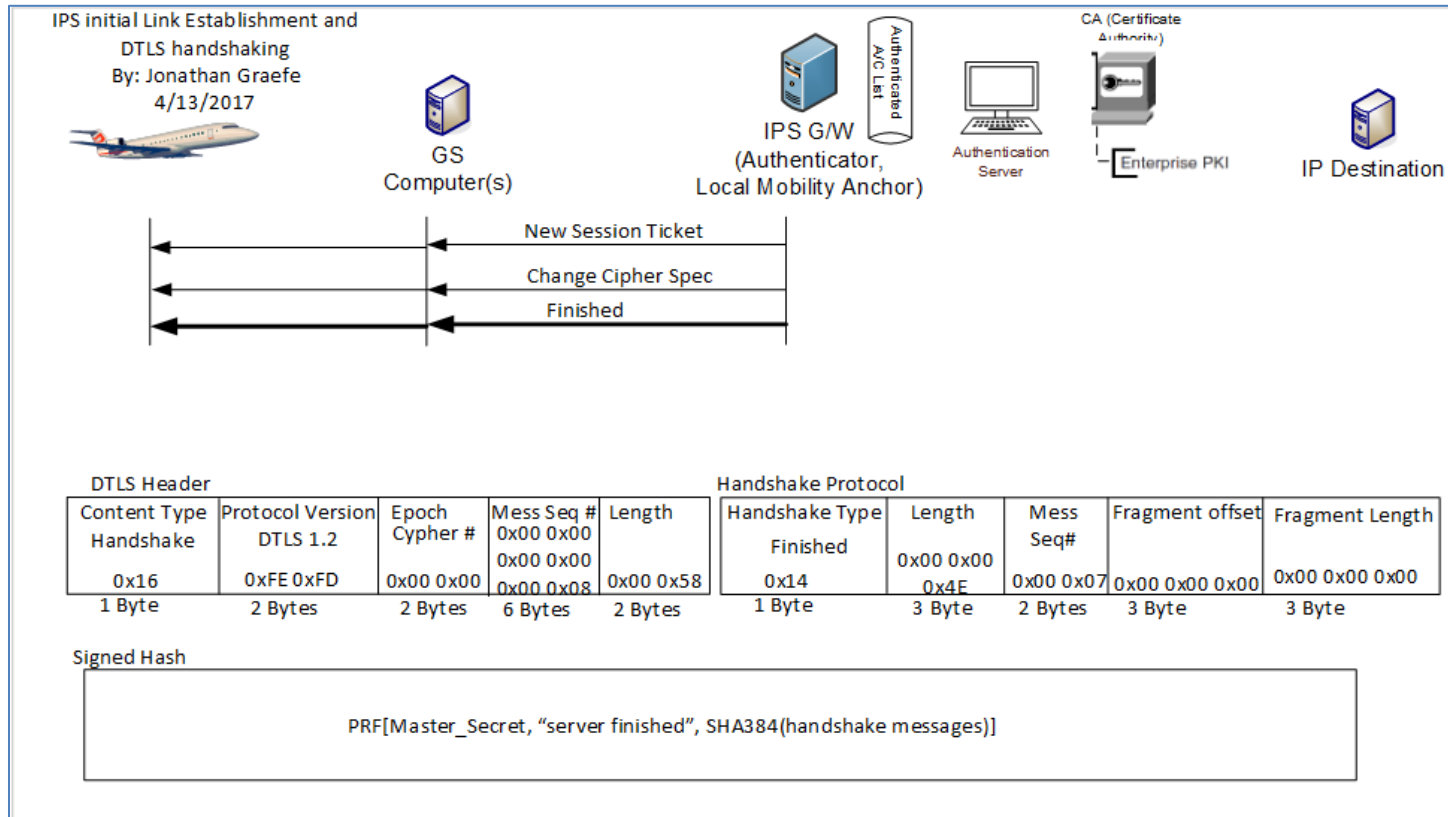 IPS initial Link Establishment and
DTLS handshaking
By: Jonathan Graefe
4/13/2017
GS
Computer(s)
IPS G/W
(Authenticator,
Local Mobility Anchor)
Authenticated
A/C List
Authentication
Server
CA (Certificate
Authority)
Enterprise PKI
IP Destination
New Session Ticket
Change Cipher Spec
Finished
DTLS Header
Content Type
Handshake
0x16
1 Byte
Protocol Version
DTLS 1.2
0xFE 0xFD
2 Bytes
Epoch
Cypher #
0x00 0x00
2 Bytes
Mess Seq #
0x00 0x00
0x00 0x00
0x00 0x08
6 Bytes
Length
0x00 0x58
2 Bytes
Handshake Protocol
Handshake Type
Finished
0x14
1 Byte
Length
0x00 0x00
0x4E
3 Byte
Mess
Seq#
0x00 0x07
2 Bytes
Fragment offset
0x00 0x00 0x00
3 Byte
Fragment Length
0x00 0x00 0x00
3 Byte
Signed Hash
PRF[Master_Secret, “server finished”, SHA384(handshake messages)]